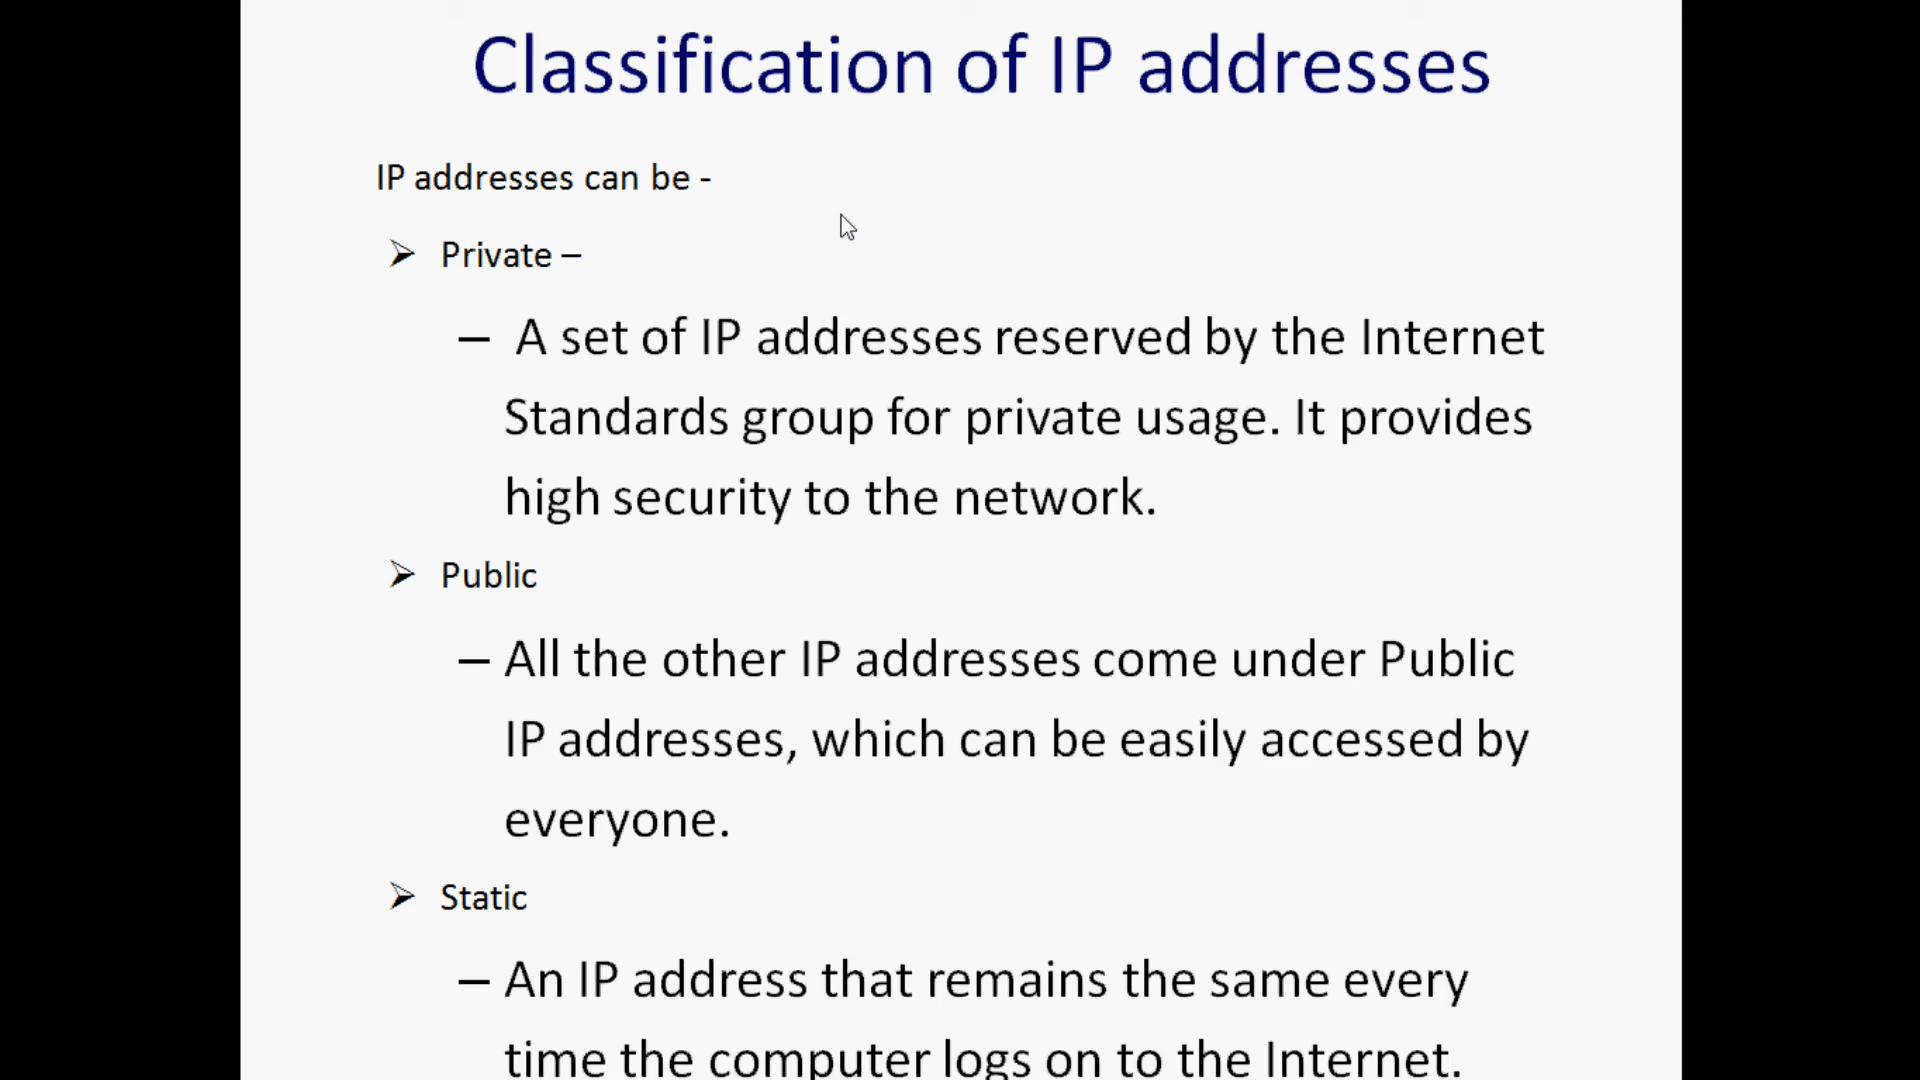 Classification of IP addresses
IP addresses can be -
➢ Private –
– A set of IP addresses reserved by the Internet
Standards group for private usage. It provides
high security to the network.
➢ Public
– All the other IP addresses come under Public
IP addresses, which can be easily accessed by
everyone.
➢ Static
– An IP address that remains the same every
time the computer logs on to the Internet.